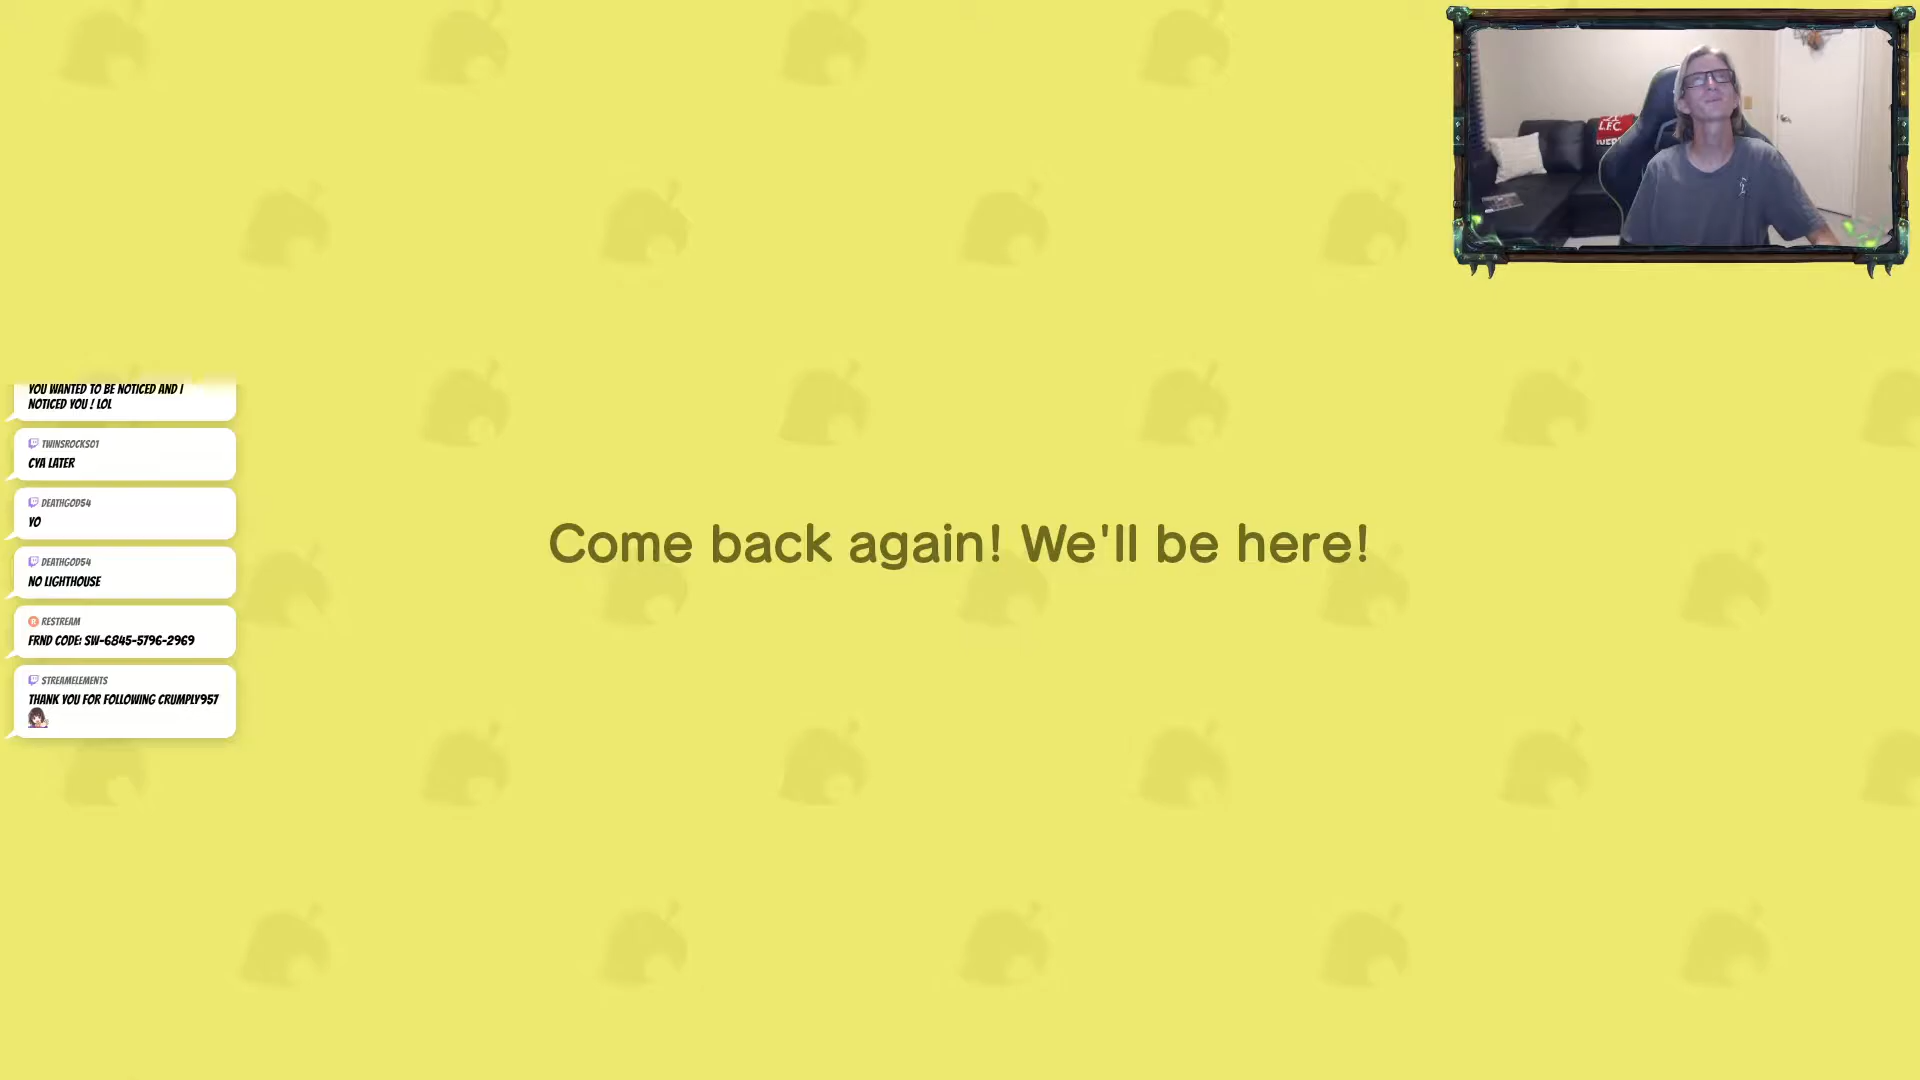 YOU WANTED TO BE NOTICED AND I
NOTICED YOU ! LOL
TWINSROCKS01
CYA LATER
DEATHGOD54
YO
DEATHGOD54
NO LIGHTHOUSE
RESTREAM
FRND CODE: SW-6845-5796-2969
STREAMELEMENTS
THANK YOU FOR FOLLOWING CRUMPLY957
Come back again! We'll be here!
L.F.C.